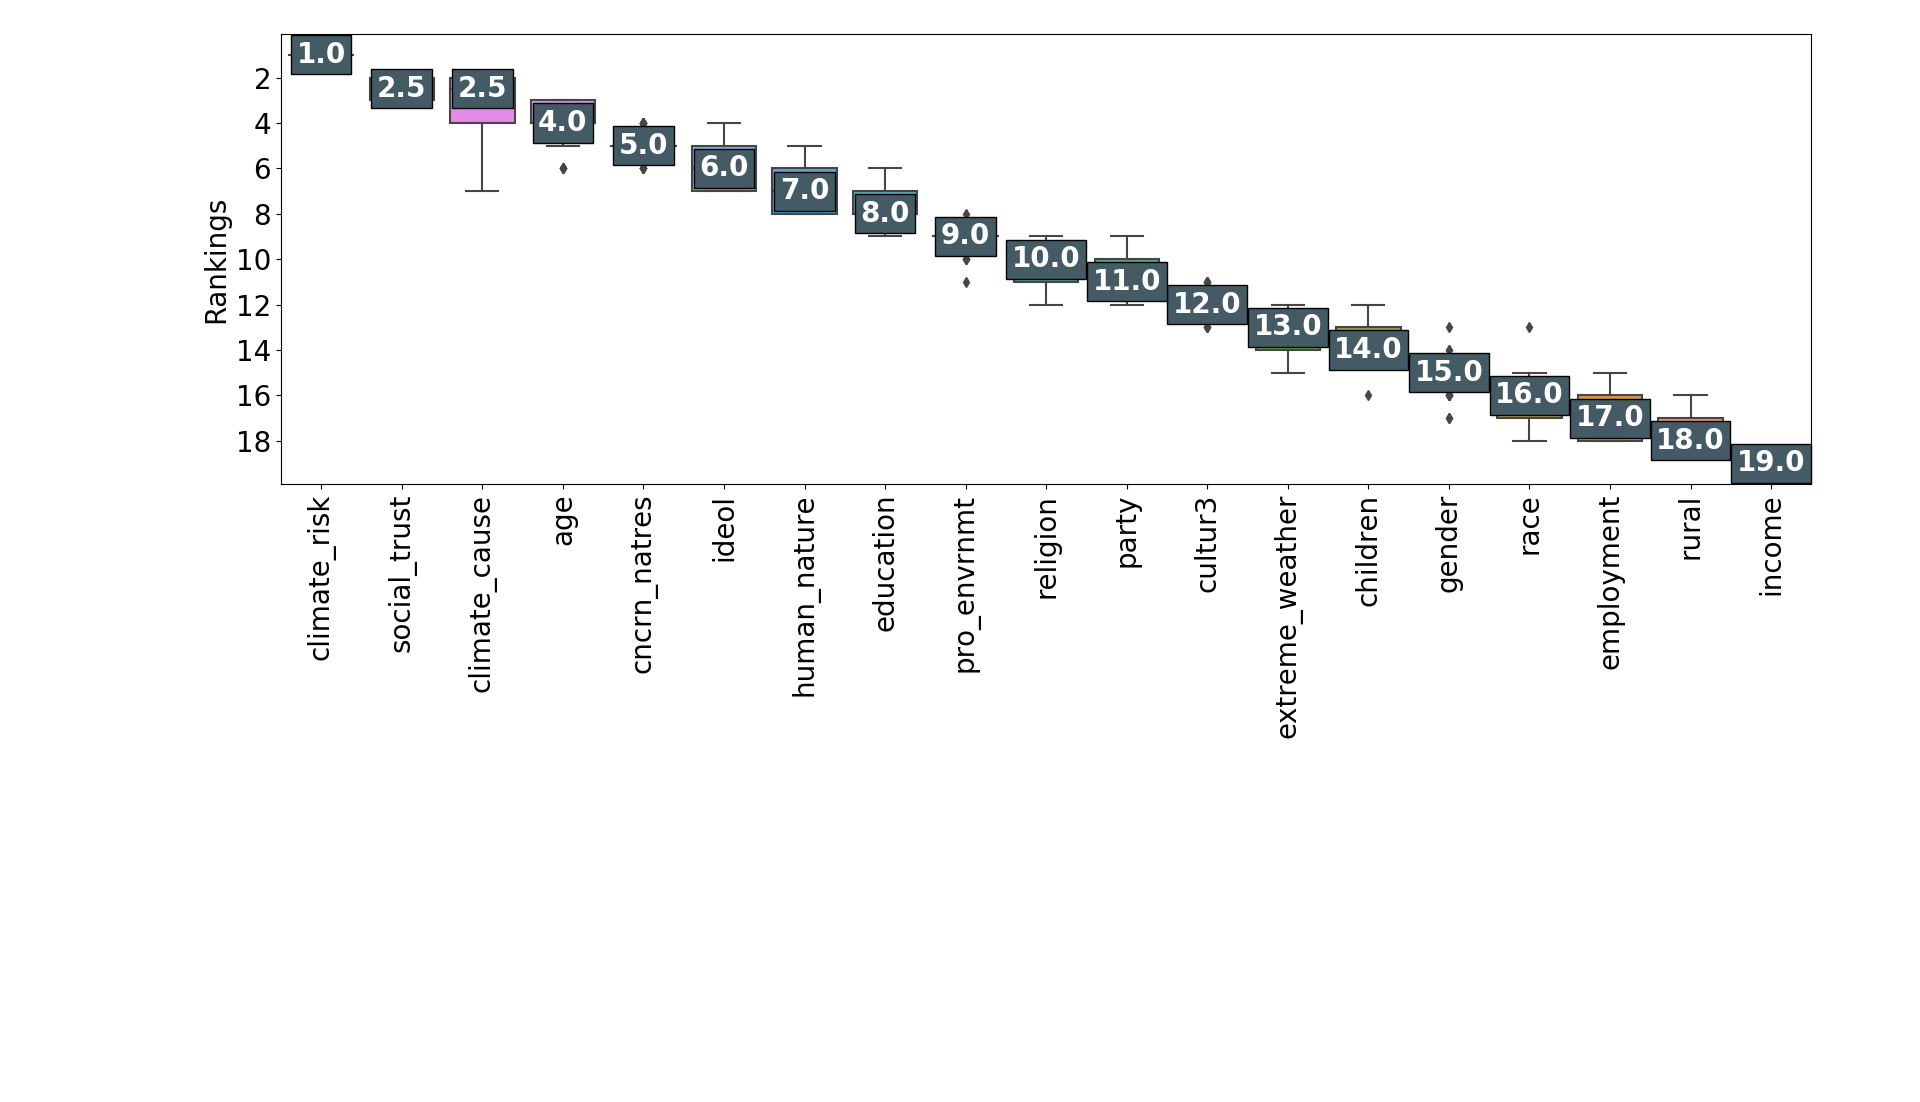 Rankings
2
4
6
8
10
12
14
16
18
1.0
2.5
2.5
4.0
5.0
6.0
7.0
8.0
9.0
10.0
11.0
12.0
13.0
14.0
15.0
16.0
17.0
18.0
19.0
climate_risk
social_trust
climate_cause
age
cncrn_natres
ideol
human_nature
education
pro_envrnmt
religion
party
cultur3
extreme_weather
children
gender
race
employment
rural
income